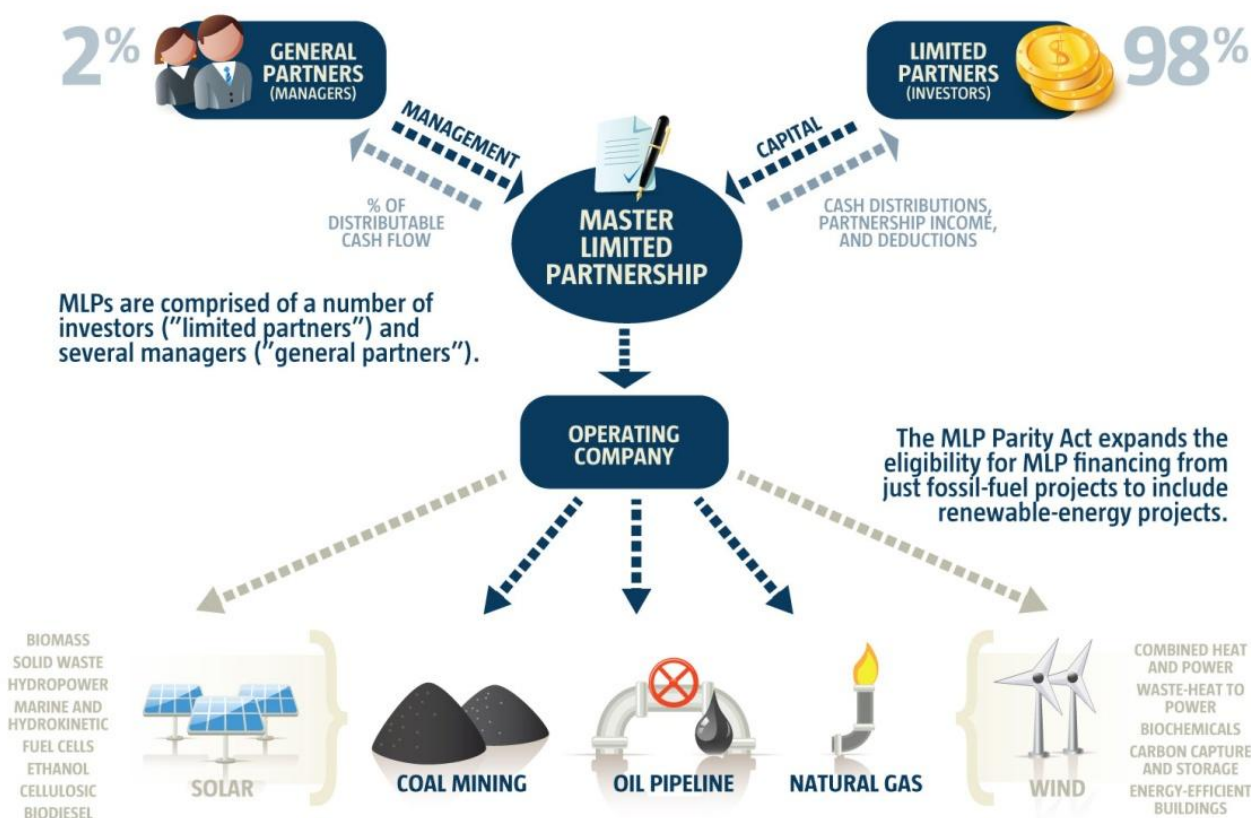 2%
GENERAL
PARTNERS
(MANAGERS)
LIMITED
PARTNERS
(INVESTORS)
98%
MANAGEMENT
CAPITAL
% OF
DISTRIBUTABLE
CASH FLOW
MASTER
LIMITED
PARTNERSHIP
CASH DISTRIBUTIONS,
PARTNERSHIP INCOME,
AND DEDUCTIONS
MLPs are comprised of a number of
investors ("limited partners") and
several managers ("general partners").
OPERATING
COMPANY
The MLP Parity Act expands the
eligibility for MLP financing from
just fossil-fuel projects to include
renewable-energy projects.
BIOMASS
SOLID WASTE
HYDROPOWER
MARINE AND
HYDROKINETIC
FUEL CELLS
ETHANOL
CELLULOSIC
BIODIESEL
SOLAR
COAL MINING
OIL PIPELINE
NATURAL GAS
WIND
COMBINED HEAT
AND POWER
WASTE-HEAT TO
POWER
BIOCHEMICALS
CARBON CAPTURE
AND STORAGE
ENERGY-EFFICIENT
BUILDINGS